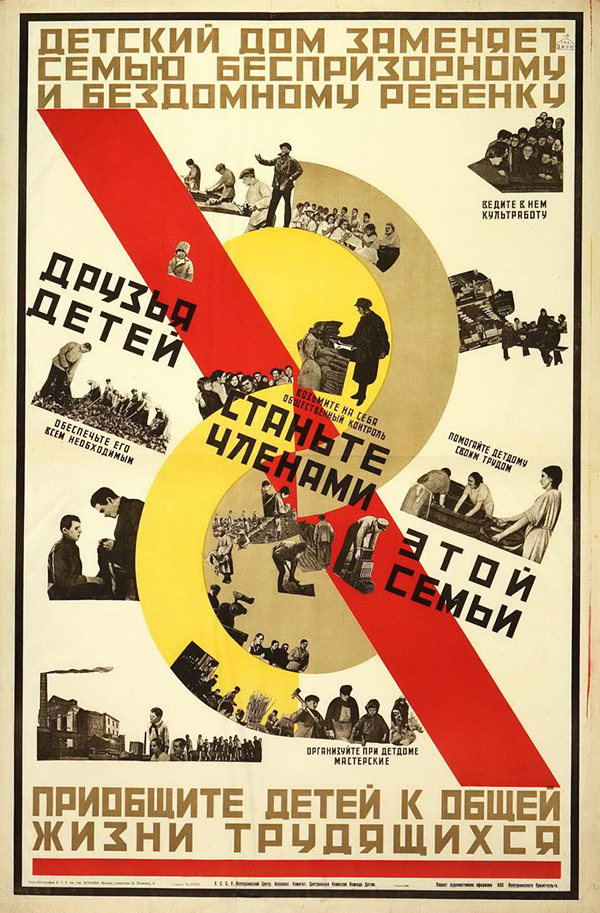 ДЕТСКИЙ ДОМ ЗАМЕНЯЕТ
СЕМЬЮ БЕСПРИЗОРНОМУ
И БЕЗДОМНОМУ РЕБЕНКУ
ВЕДИТЕ В НЕМ
КУЛЬТРАБОТУ
ДРУЗЬЯ
ДЕТЕЙ
ВОЗЬМИТЕ НА СЕБЯ
ОБЩЕСТВЕННЫЙ КОНТРОЛЬ
СТАНЬТЕ
ЧЛЕНАМИ
ОБЕСПЕЧЬТЕ ЕГО
ВСЕМ НЕОБХОДИМЫМ
ПОМОГАЙТЕ ДЕТДОМУ
СВОИМ ТРУДОМ
ЭТОЙ
СЕМЬИ
ОРГАНИЗУЙТЕ ПРИ ДЕТДОМЕ
МАСТЕРСКИЕ
ПРИОБЩИТЕ ДЕТЕЙ К ОБЩЕЙ
ЖИЗНИ ТРУДЯЩИХСЯ